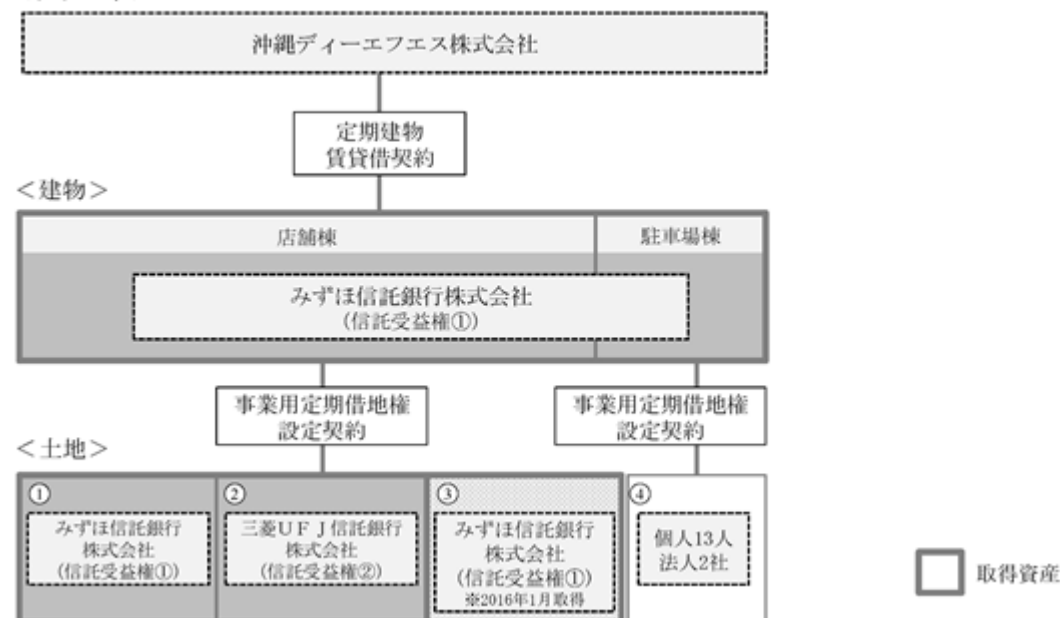 沖縄ディーエフエス株式会社
定期建物
賃貸借契約
＜建物＞
店舗棟
駐車場棟
みずほ信託銀行株式会社
(信託受益権①)
事業用定期借地権
設定契約
事業用定期借地権
設定契約
＜土地＞
①
みずほ信託銀行
株式会社
(信託受益権①)
②
三菱ＵＦＪ信託銀行
株式会社
(信託受益権②)
③
みずほ信託銀行
株式会社
(信託受益権①)
※2016年1月取得
④
個人13人
法人2社
取得資産